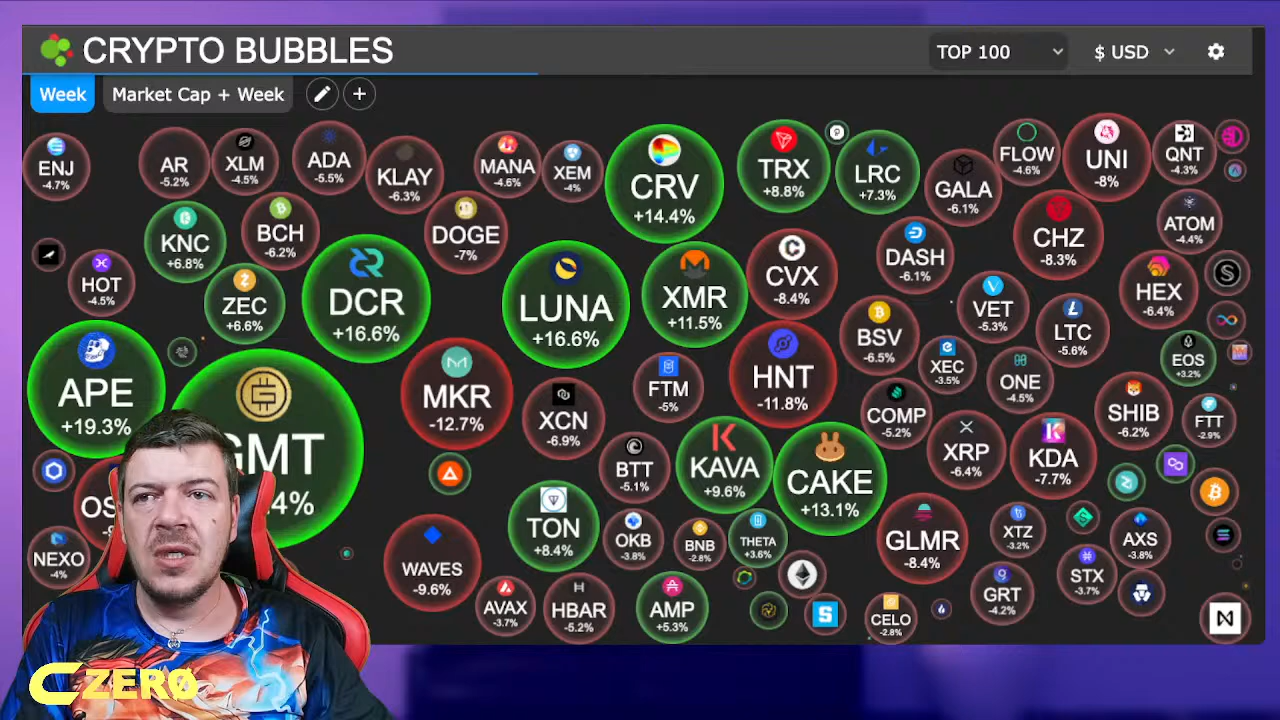 CRYPTO BUBBLES
TOP 100
$ USD
Week
Market Cap + Week
ENJ
-4.7%
AR
-5.2%
XLM
-4.5%
ADA
-5.5%
KLAY
-6.3%
MANA
-4.6%
XEM
-4%
CRV
+14.4%
TRX
+8.8%
LRC
+7.3%
GALA
-6.1%
FLOW
-4.6%
UNI
-8%
QNT
-4.3%
KNC
+6.8%
BCH
-6.2%
DOGE
-7%
CHZ
-8.3%
ATOM
-4.4%
HOT
-4.5%
ZEC
+6.6%
DCR
+16.6%
LUNA
+16.6%
XMR
+11.5%
CVX
-8.4%
DASH
-6.1%
VET
-5.3%
LTC
-5.6%
HEX
-6.4%
BSV
-6.5%
XEC
-3.5%
ONE
-4.5%
EOS
+3.2%
APE
+19.3%
MKR
-12.7%
XCN
-6.9%
FTM
-5%
HNT
-11.8%
COMP
-5.2%
SHIB
-6.2%
FTT
-2.9%
GMT
4%
BTT
-5.1%
KAVA
+9.6%
CAKE
+13.1%
XRP
-6.4%
KDA
-7.7%
OS
NEXO
-4%
WAVES
-9.6%
TON
+8.4%
OKB
-3.8%
BNB
-2.8%
THETA
+3.6%
GLMR
-8.4%
XTZ
-3.2%
AXS
-3.8%
AVAX
-3.7%
HBAR
-5.2%
AMP
+5.3%
CELO
-2.8%
GRT
-4.2%
STX
-3.7%
CZERO